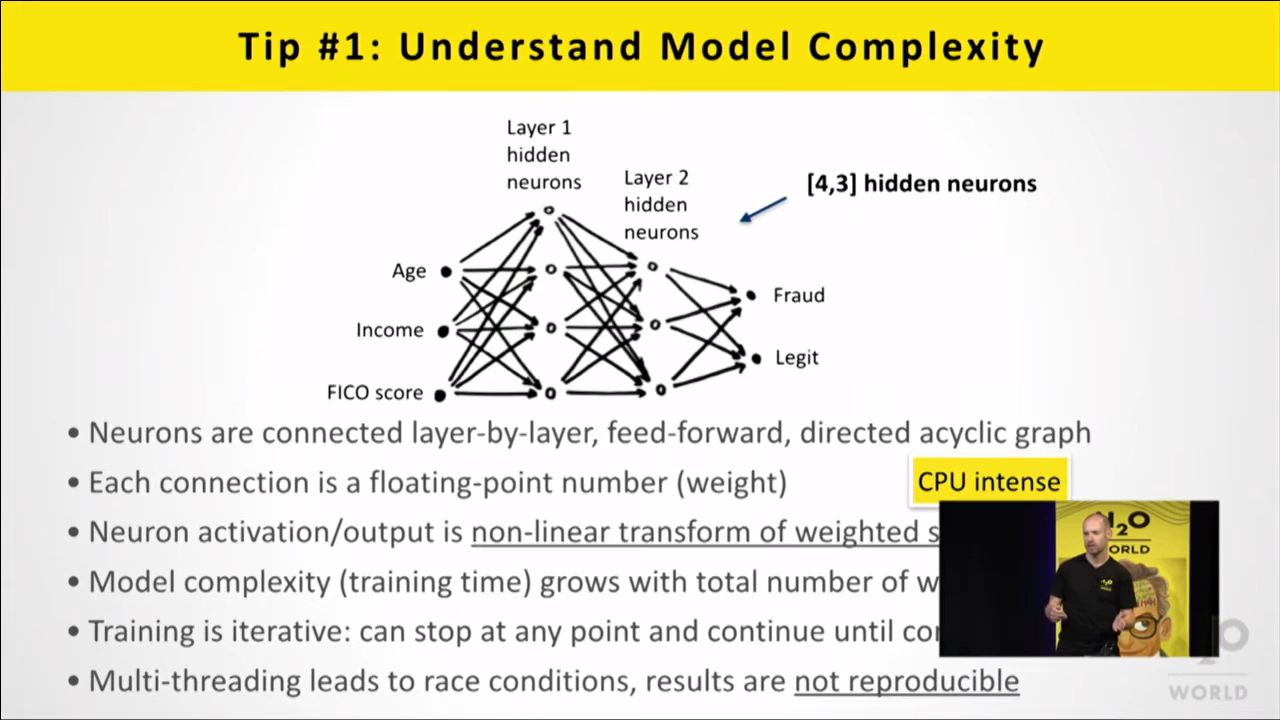 Tip #1: Understand Model Complexity
Layer 1
hidden
neurons
Layer 2
hidden
neurons
[4,3] hidden neurons
Age
Income
FICO score
Fraud
Legit
• Neurons are connected layer-by-layer, feed-forward, directed acyclic graph
• Each connection is a floating-point number (weight)
CPU intense
• Neuron activation/output is non-linear transform of weighted
• Model complexity (training time) grows with total number of
• Training is iterative: can stop at any point and continue until
• Multi-threading leads to race conditions, results are not reproducible
H2O
WORLD
WORLD